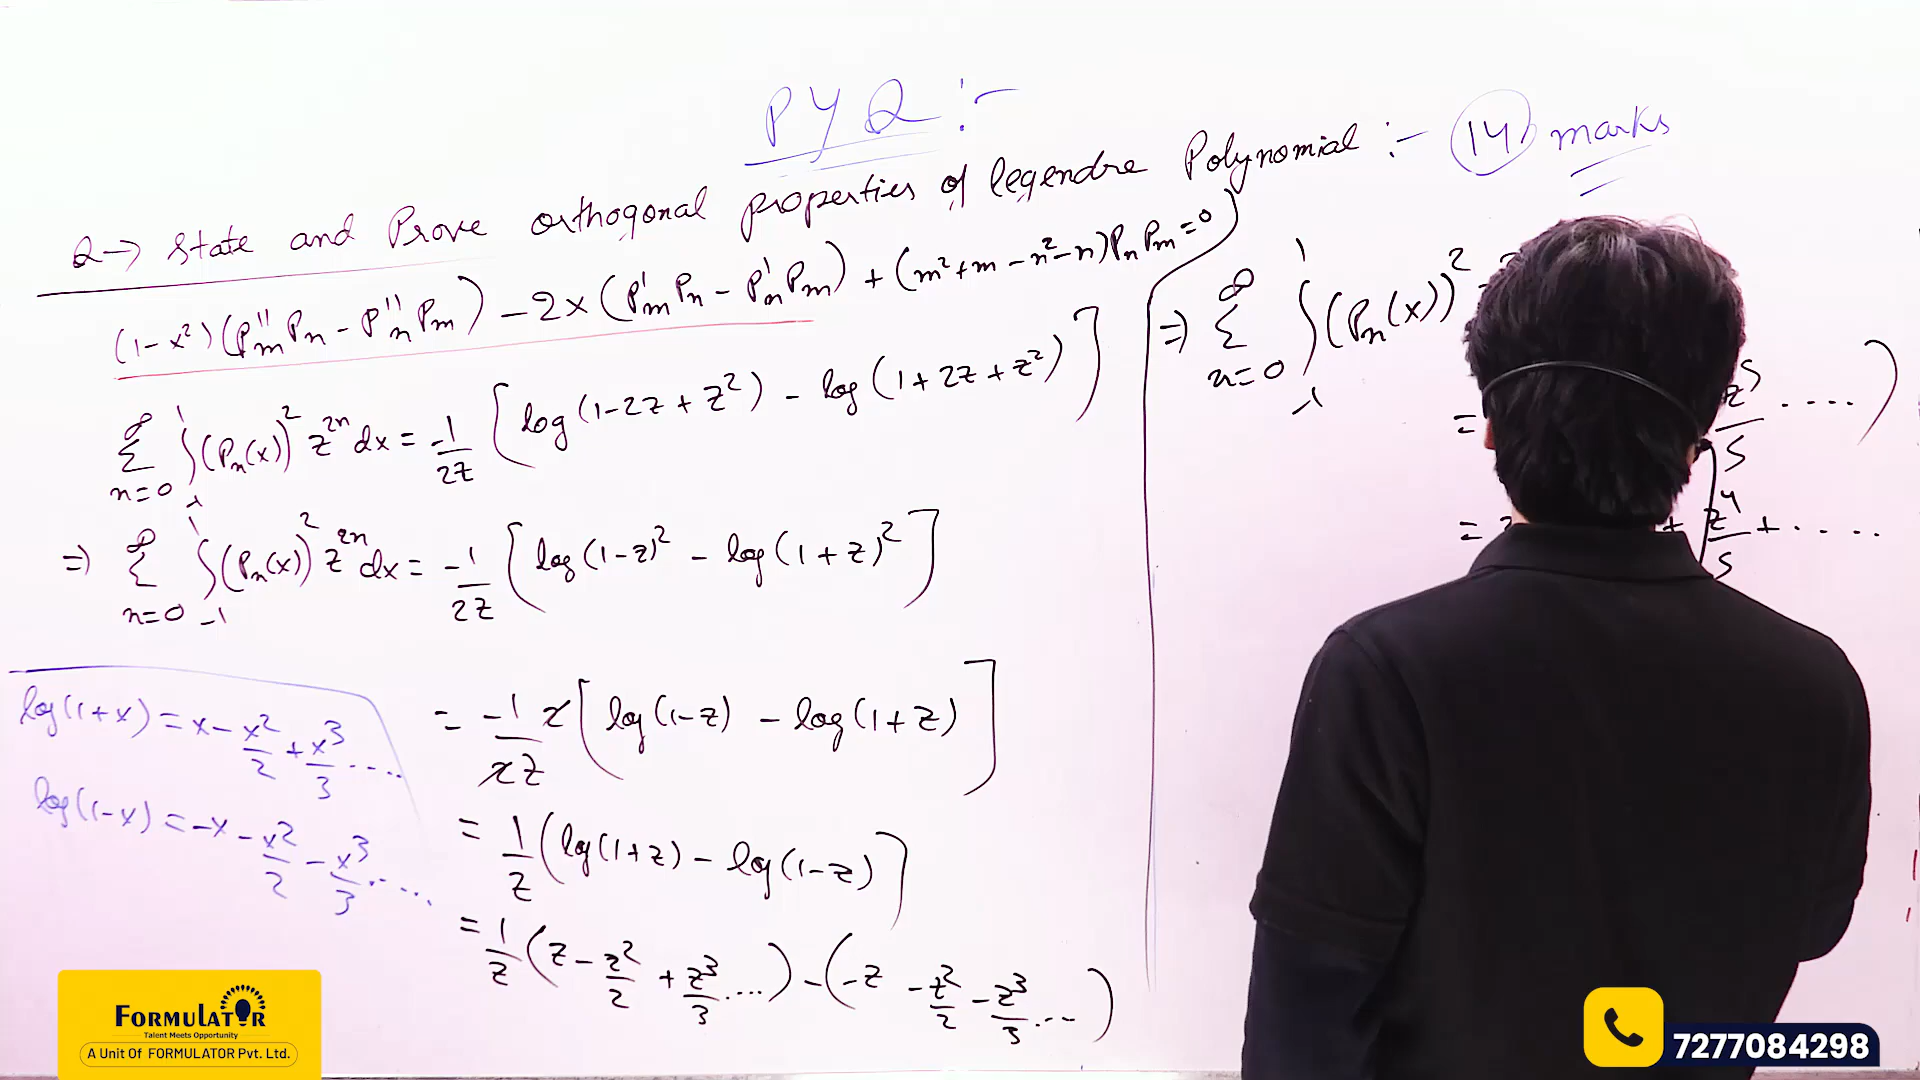 PYQ :-
Q→ State and Prove orthogonal properties of legendre Polynomial :- (14) marks
(1-x²)(P''ₘPₙ - P''ₙPₘ) - 2x(P'ₘPₙ - P'ₙPₘ) + (m²+m-n²-n)PₙPₘ=0
∞ Σ n=0 ∫₋₁¹ (Pₙ(x))² z²ⁿ dx = -1/2z [log(1-2z+z²) - log(1+2z+z²)]
⇒ ∞ Σ n=0 ∫₋₁¹ (Pₙ(x))² z²ⁿ dx = -1/2z [log(1-z)² - log(1+z)²]
= -1/2z 2[log(1-z) - log(1+z)]
= 1/z (log(1+z) - log(1-z)]
= 1/z (z - z²/2 + z³/3 ....) - (-z - z²/2 - z³/3 ...)
log(1+x) = x - x²/2 + x³/3 ....
log(1-x) = -x - x²/2 - x³/3 ....
⇒ ∞ Σ n=0 ∫₋₁¹ (Pₙ(x))²
= z⁵/5 ....)
= + z⁴/5 + ....
FORMULATOR
Talent Meets Opportunity
A Unit Of FORMULATOR Pvt. Ltd.
7277084298